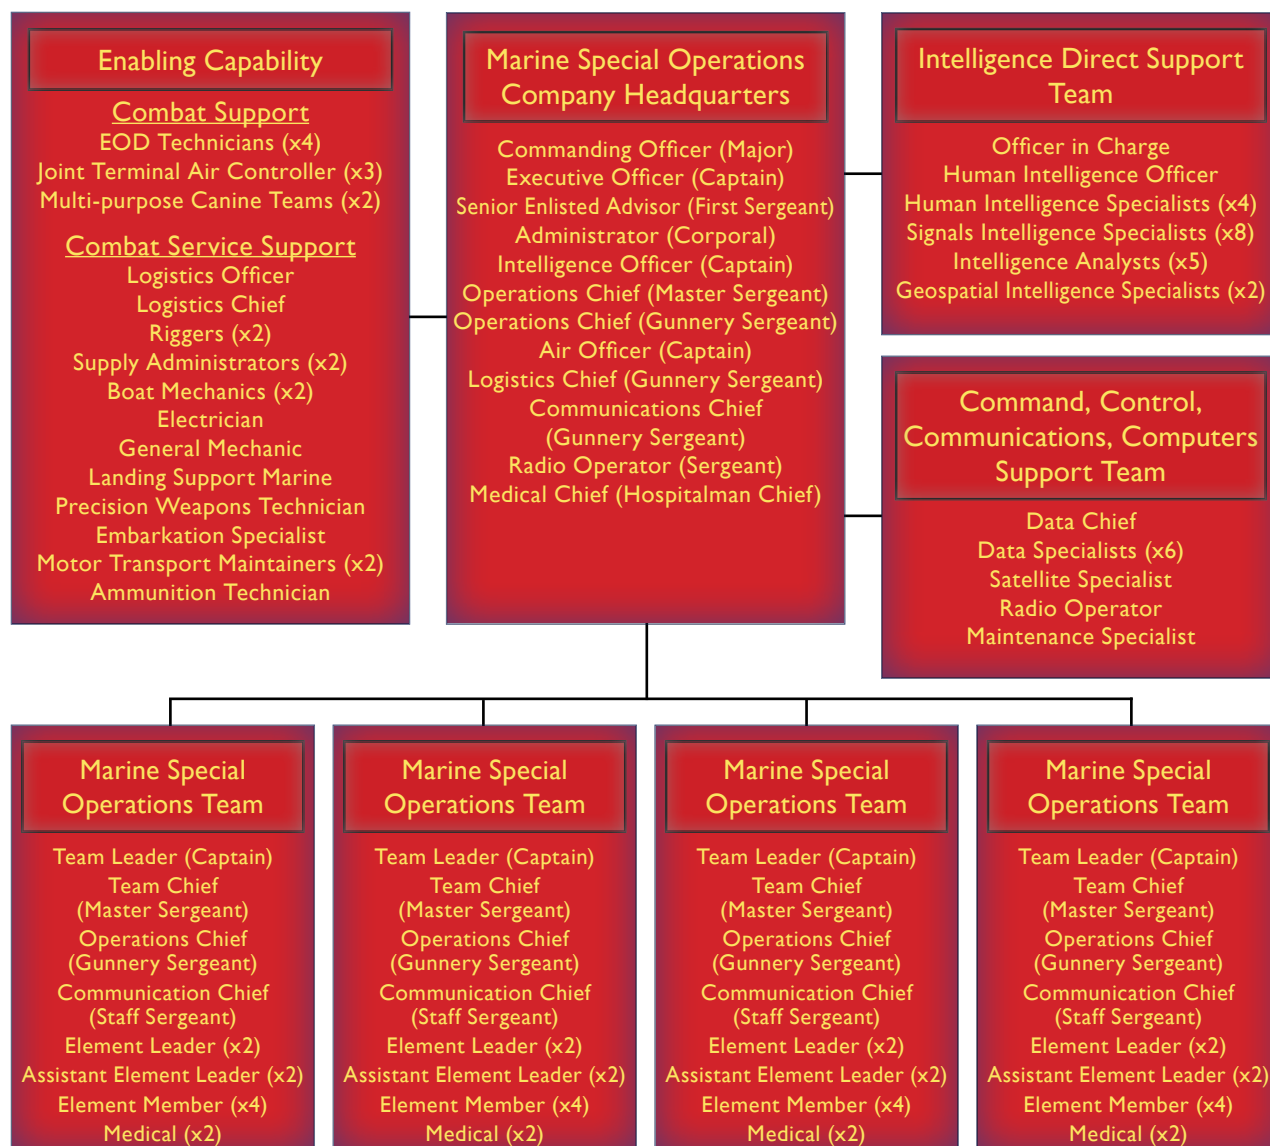 Enabling Capability
Combat Support
EOD Technicians (x4)
Joint Terminal Air Controller (x3)
Multi-purpose Canine Teams (x2)
Combat Service Support
Logistics Officer
Logistics Chief
Riggers (x2)
Supply Administrators (x2)
Boat Mechanics (x2)
Electrician
General Mechanic
Landing Support Marine
Precision Weapons Technician
Embarkation Specialist
Motor Transport Maintainers (x2)
Ammunition Technician
Marine Special Operations
Company Headquarters
Commanding Officer (Major)
Executive Officer (Captain)
Senior Enlisted Advisor (First Sergeant)
Administrator (Corporal)
Intelligence Officer (Captain)
Operations Chief (Master Sergeant)
Operations Chief (Gunnery Sergeant)
Air Officer (Captain)
Logistics Chief (Gunnery Sergeant)
Communications Chief
(Gunnery Sergeant)
Radio Operator (Sergeant)
Medical Chief (Hospitalman Chief)
Intelligence Direct Support
Team
Officer in Charge
Human Intelligence Officer
Human Intelligence Specialists (x4)
Signals Intelligence Specialists (x8)
Intelligence Analysts (x5)
Geospatial Intelligence Specialists (x2)
Command, Control,
Communications, Computers
Support Team
Data Chief
Data Specialists (x6)
Satellite Specialist
Radio Operator
Maintenance Specialist
Marine Special
Operations Team
Team Leader (Captain)
Team Chief
(Master Sergeant)
Operations Chief
(Gunnery Sergeant)
Communication Chief
(Staff Sergeant)
Element Leader (x2)
Assistant Element Leader (x2)
Element Member (x4)
Medical (x2)
Marine Special
Operations Team
Team Leader (Captain)
Team Chief
(Master Sergeant)
Operations Chief
(Gunnery Sergeant)
Communication Chief
(Staff Sergeant)
Element Leader (x2)
Assistant Element Leader (x2)
Element Member (x4)
Medical (x2)
Marine Special
Operations Team
Team Leader (Captain)
Team Chief
(Master Sergeant)
Operations Chief
(Gunnery Sergeant)
Communication Chief
(Staff Sergeant)
Element Leader (x2)
Assistant Element Leader (x2)
Element Member (x4)
Medical (x2)
Marine Special
Operations Team
Team Leader (Captain)
Team Chief
(Master Sergeant)
Operations Chief
(Gunnery Sergeant)
Communication Chief
(Staff Sergeant)
Element Leader (x2)
Assistant Element Leader (x2)
Element Member (x4)
Medical (x2)